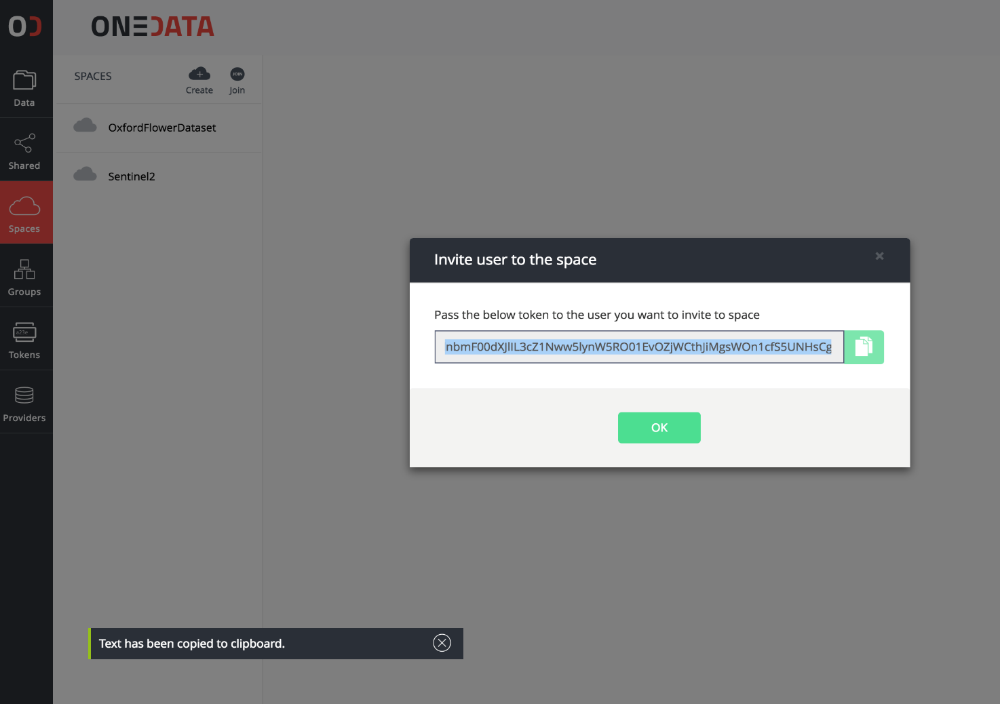 OD
ONEDATA
SPACES
Create
Join
JOIN
OxfordFlowerDataset
Sentinel2
Data
Shared
Spaces
Groups
a23e
Tokens
Providers
Invite user to the space
Pass the below token to the user you want to invite to space
nbmF00dXJlIL3cZ1Nww5lynW5RO01EvOZjWCthJiMgsWOn1cfS5UNHsCg
OK
Text has been copied to clipboard.